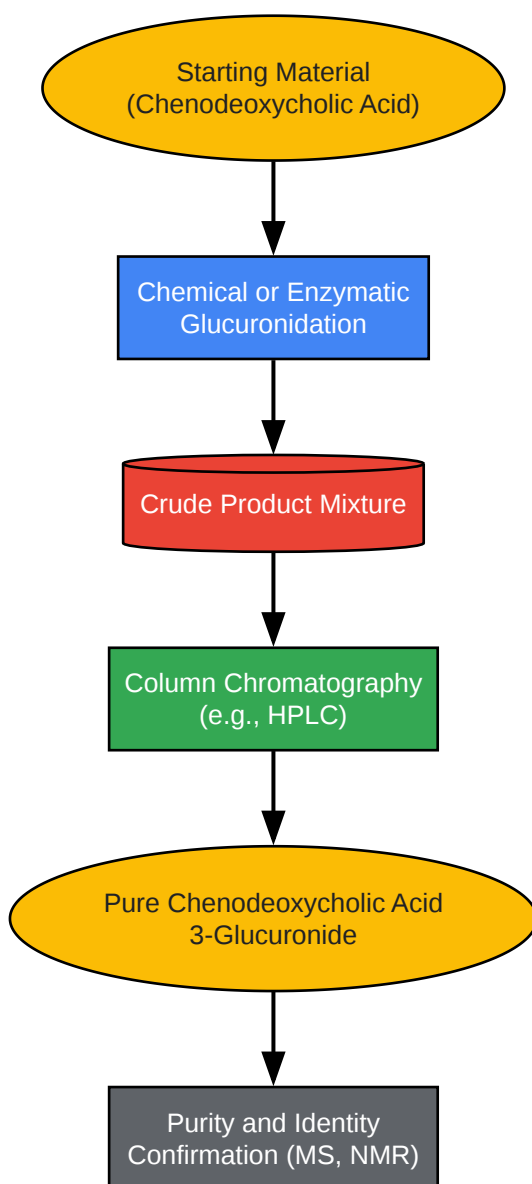 Starting Material
(Chenodeoxycholic Acid)
Chemical or Enzymatic
Glucuronidation
Crude Product Mixture
Column Chromatography
(e.g., HPLC)
Pure Chenodeoxycholic Acid
3-Glucuronide
Purity and Identity
Confirmation (MS, NMR)